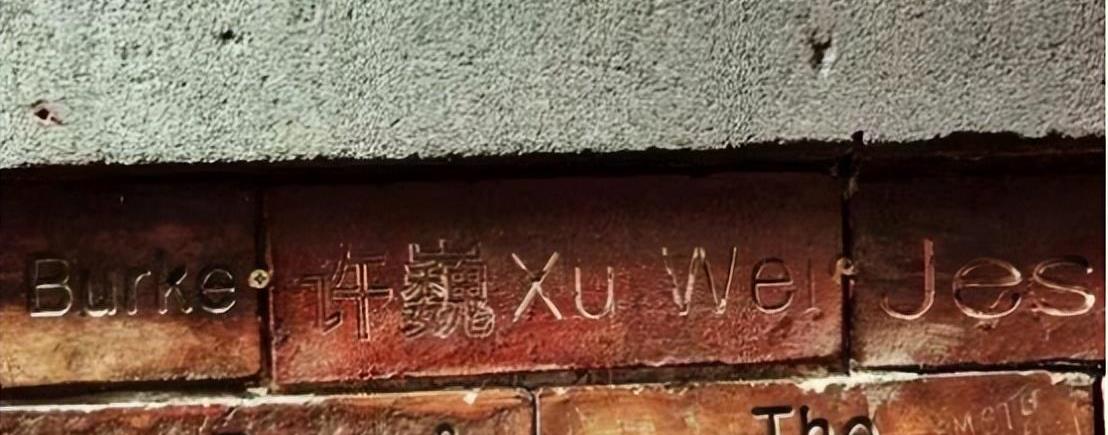 Burke 许巍 Xu Wei Jes
The